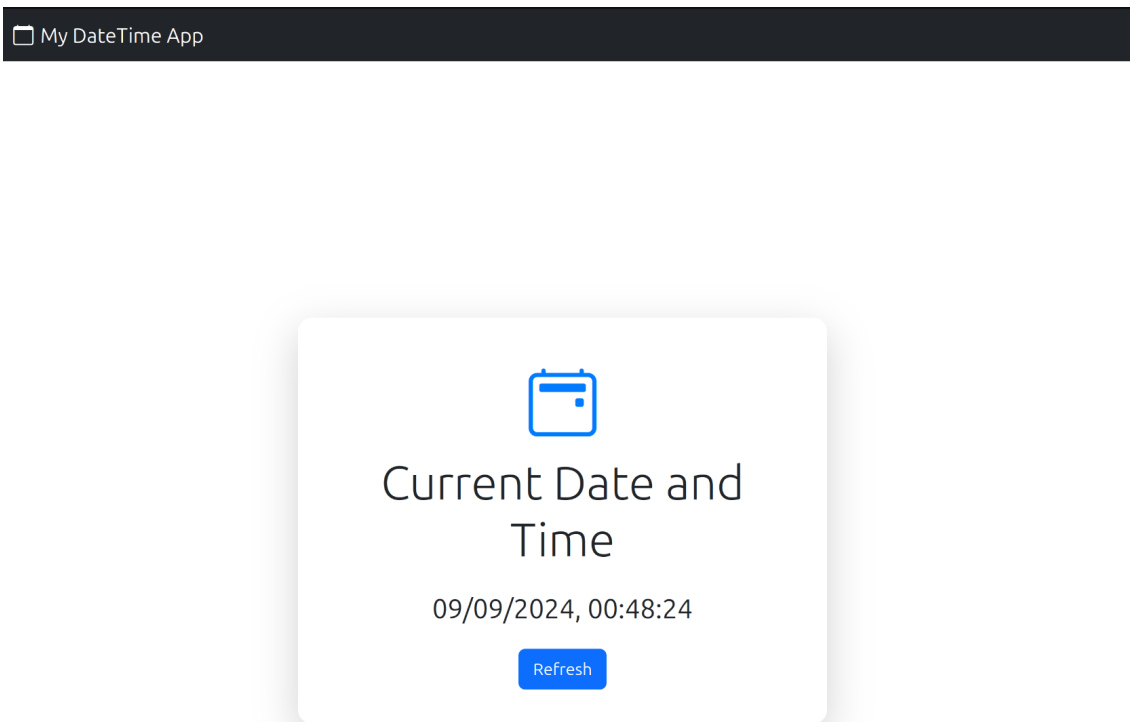 My DateTime App
Current Date and
Time
09/09/2024, 00:48:24
Refresh